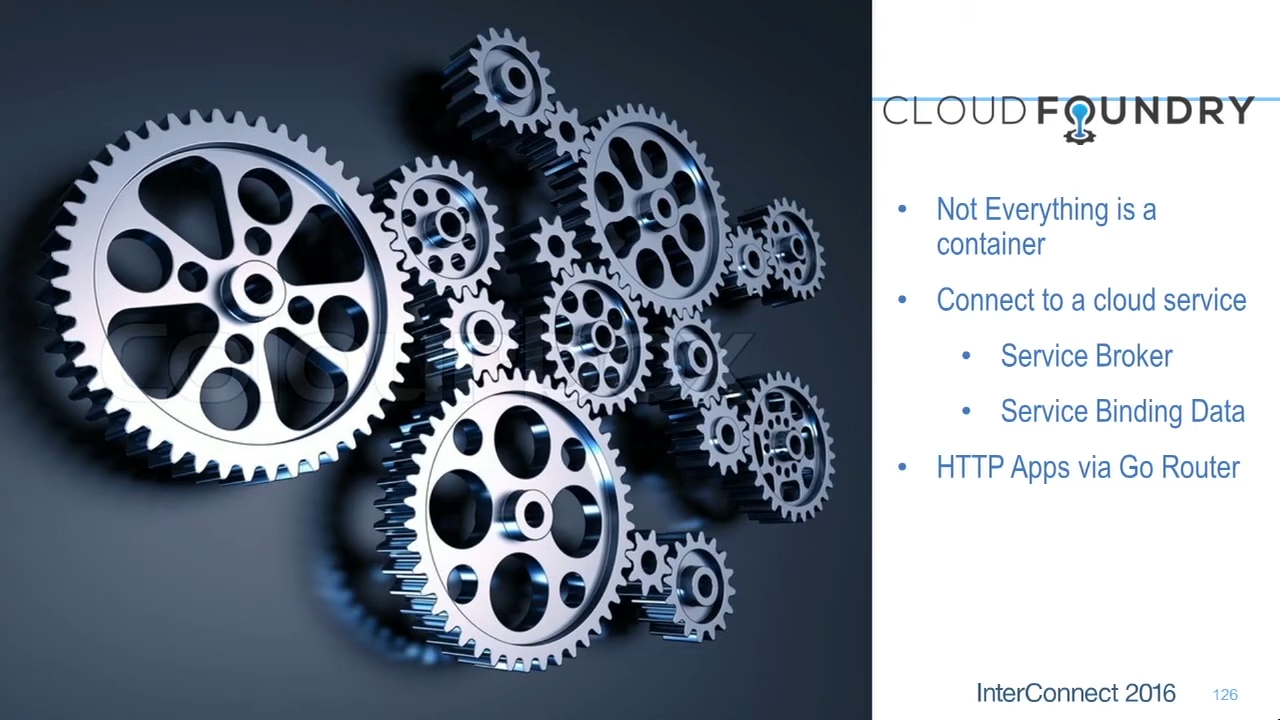 CLOUD FOUNDRY
• Not Everything is a
container
• Connect to a cloud service
• Service Broker
• Service Binding Data
• HTTP Apps via Go Router
colourbox
InterConnect 2016
126